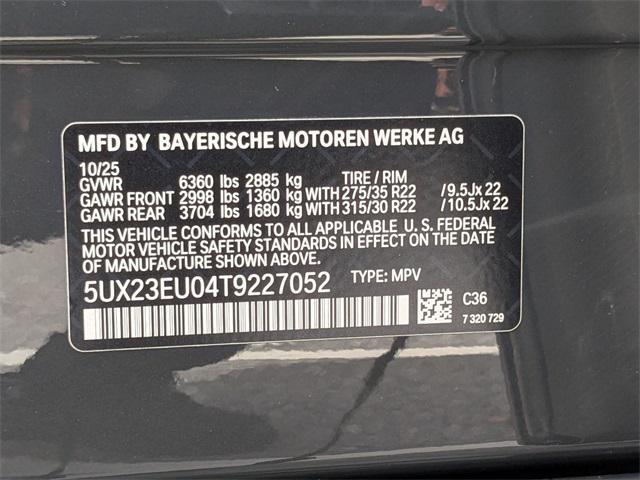 MFD BY BAYERISCHE MOTOREN WERKE AG
10/25
GVWR 6360 lbs 2885 kg TIRE / RIM
GAWR FRONT 2998 lbs 1360 kg WITH 275/35 R22 / 9.5Jx 22
GAWR REAR 3704 lbs 1680 kg WITH 315/30 R22 / 10.5Jx 22
THIS VEHICLE CONFORMS TO ALL APPLICABLE U. S. FEDERAL
MOTOR VEHICLE SAFETY STANDARDS IN EFFECT ON THE DATE
OF MANUFACTURE SHOWN ABOVE.
5UX23EU04T9227052 TYPE: MPV
C36
7 320 729